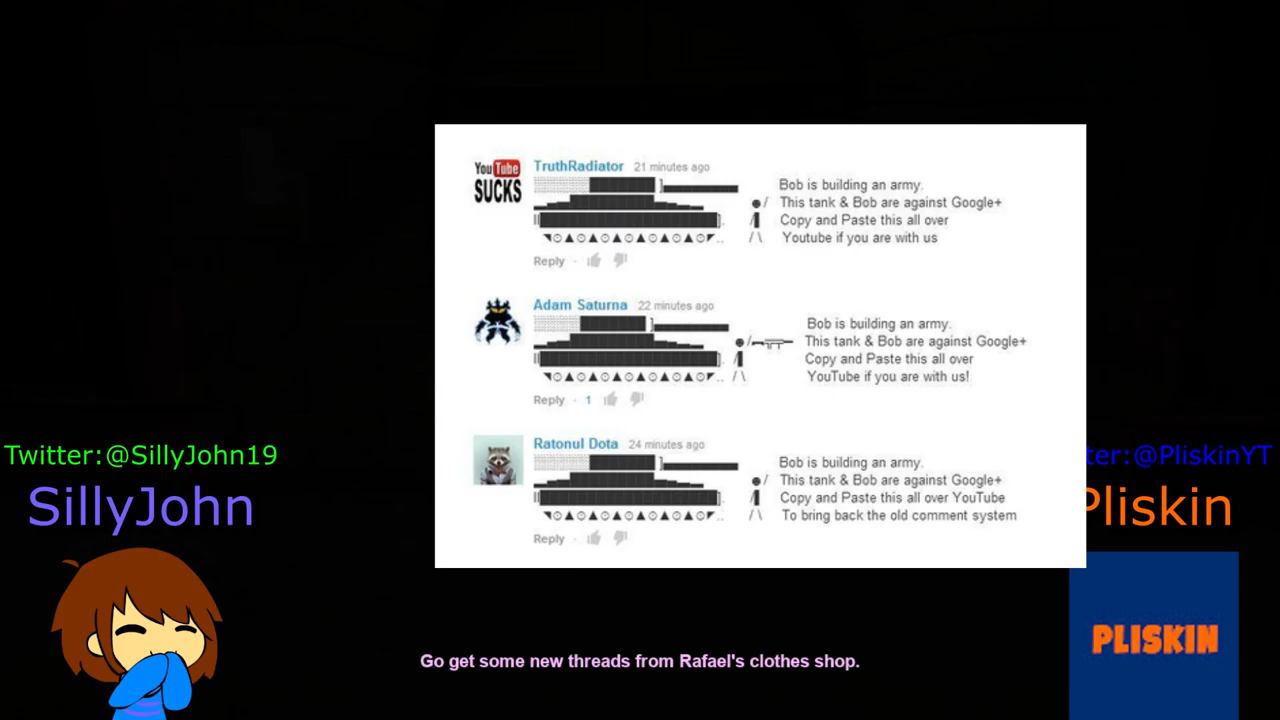 You Tube
SUCKS
TruthRadiator 21 minutes ago
Bob is building an army.
This tank & Bob are against Google+
Copy and Paste this all over
Youtube if you are with us
Reply
Adam Saturna 22 minutes ago
Bob is building an army.
This tank & Bob are against Google+
Copy and Paste this all over
YouTube if you are with us!
Reply · 1
Ratonul Dota 24 minutes ago
Bob is building an army.
This tank & Bob are against Google+
Copy and Paste this all over YouTube
To bring back the old comment system
Reply
Twitter:@SillyJohn19
SillyJohn
ter:@PliskinYT
Pliskin
PLISKIN
Go get some new threads from Rafael's clothes shop.